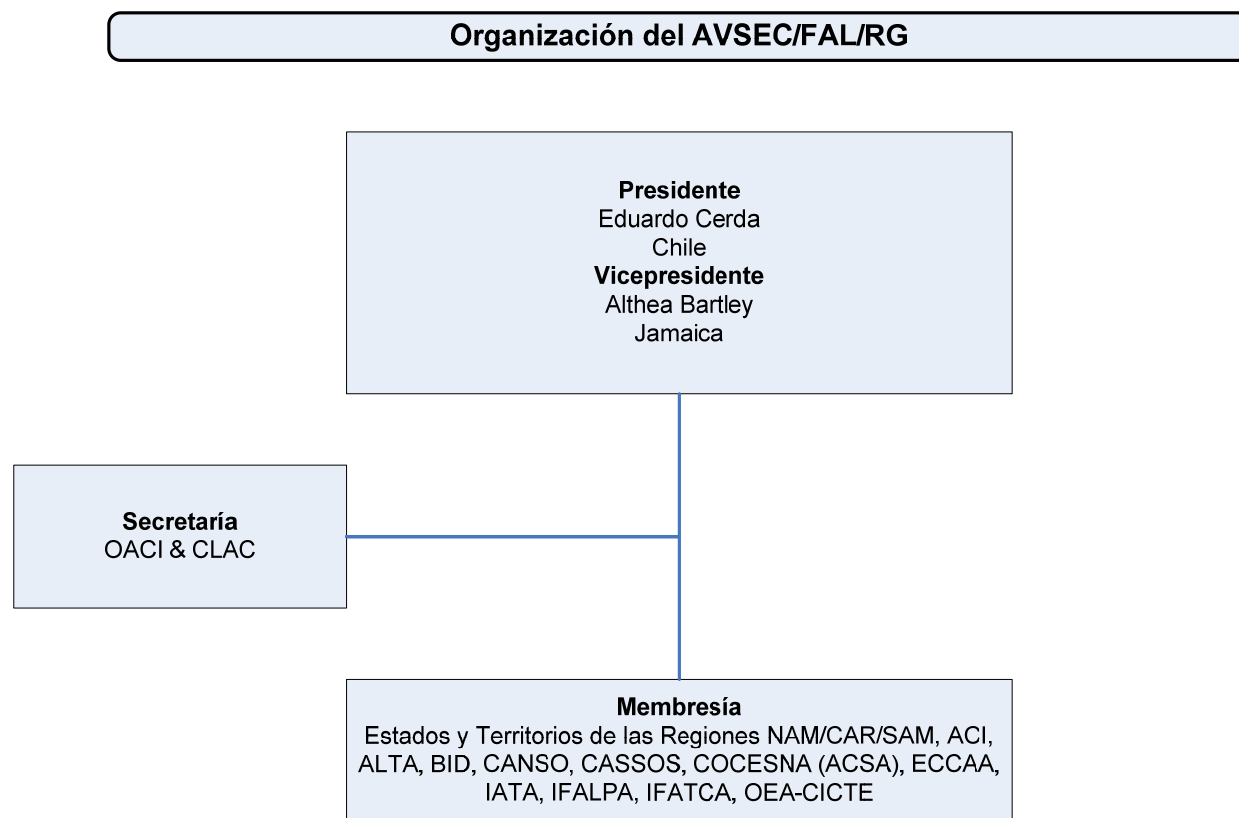 Organización del AVSEC/FAL/RG
Presidente
Eduardo Cerda
Chile
Vicepresidente
Althea Bartley
Jamaica
Secretaría
OACI & CLAC
Membresía
Estados y Territorios de las Regiones NAM/CAR/SAM, ACI,
ALTA, BID, CANSO, CASSOS, COCESNA (ACSA), ECCAA,
IATA, IFALPA, IFATCA, OEA-CICTE